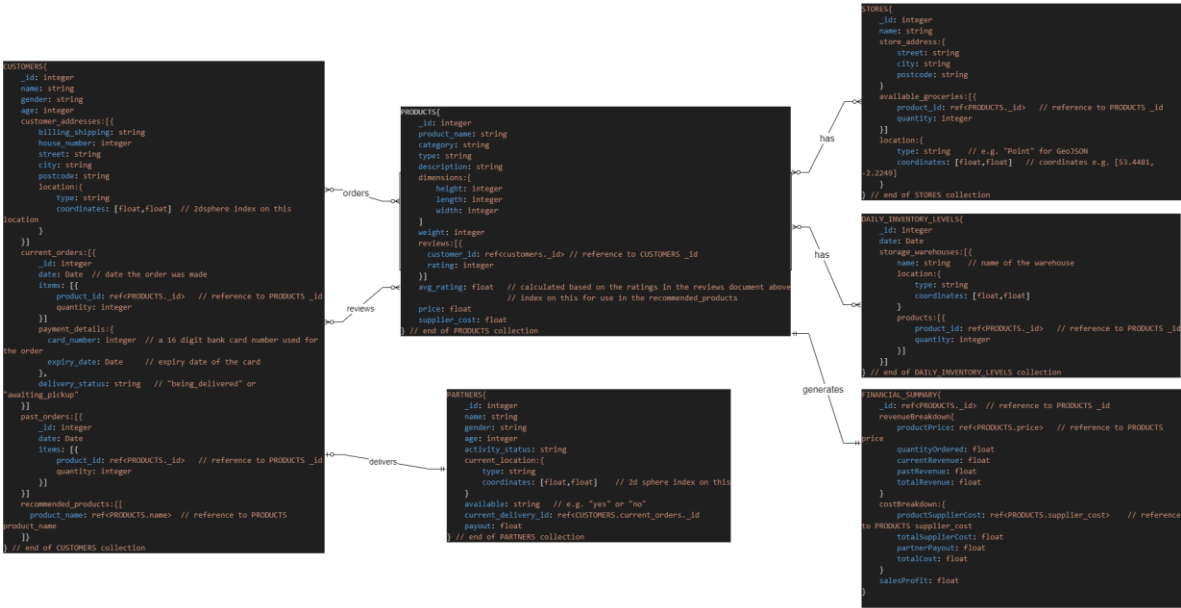 CUSTOMERS{
_id: integer
name: string
gender: string
age: integer
customer_addresses:[{
billing_shipping: string
house_number: integer
street: string
city: string
postcode: string
location:{
type: string
coordinates: [float,float]  // 2dsphere index on this
location
}
}]
current_orders:[{
_id: integer
date: Date  // date the order was made
items: [{
product_id: ref<PRODUCTS._id>   // reference to PRODUCTS _id
quantity: integer
}]
payment_details:{
card_number: integer  // a 16 digit bank card number used for
the order
expiry_date: Date     // expiry date of the card
},
delivery_status: string   // "being_delivered" or
"awaiting_pickup"
}]
past_orders:[{
_id: integer
date: Date
items: [{
product_id: ref<PRODUCTS._id>   // reference to PRODUCTS _id
quantity: integer
}]
}]
recommended_products:{[
product_name: ref<PRODUCTS.name>  // reference to PRODUCTS
product_name
]}
} // end of CUSTOMERS collection
orders
reviews
delivers
PRODUCTS{
_id: integer
product_name: string
category: string
type: string
description: string
dimensions:[
height: integer
length: integer
width: integer
]
weight: integer
reviews:[{
customer_id: ref<customers._id> // reference to CUSTOMERS _id
rating: integer
}]
avg_rating: float   // calculated based on the ratings in the reviews document above
// index on this for use in the recommended_products
price: float
supplier_cost: float
} // end of PRODUCTS collection
PARTNERS{
_id: integer
name: string
gender: string
age: integer
activity_status: string
current_location:{
type: string
coordinates: [float,float]    // 2d sphere index on this
}
available: string   // e.g. "yes" or "no"
current_delivery_id: ref<CUSTOMER.current_orders._id
payout: float
} // end of PARTNERS collection
has
has
generates
STORES{
_id: integer
name: string
store_address:{
street: string
city: string
postcode: string
}
available_groceries:[{
product_id: ref<PRODUCTS._id>   // reference to PRODUCTS _id
quantity: integer
}]
location:{
type: string   // e.g. "Point" for GeoJSON
coordinates: [float,float]   // coordinates e.g. [53.4481,
-2.2249]
}
} // end of STORES collection
DAILY_INVENTORY_LEVELS{
_id: integer
date: Date
storage_warehouses:[{
name: string    // name of the warehouse
location:{
type: string
coordinates: [float,float]
}
products:[{
product_id: ref<PRODUCTS._id>   // reference to PRODUCTS _id
quantity: integer
}]
}]
} // end of DAILY_INVENTORY_LEVELS collection
FINANCIAL_SUMMARY{
_id: ref<PRODUCTS._id>  // reference to PRODUCTS _id
revenueBreakdown{
productPrice: ref<PRODUCTS.price>   // reference to PRODUCTS
price
quantityOrdered: float
currentRevenue: float
pastRevenue: float
totalRevenue: float
}
costBreakdown:{
productSupplierCost: ref<PRODUCTS.supplier_cost>    // reference
to PRODUCTS supplier_cost
totalSupplierCost: float
partnerPayout: float
totalCost: float
}
salesProfit: float
}